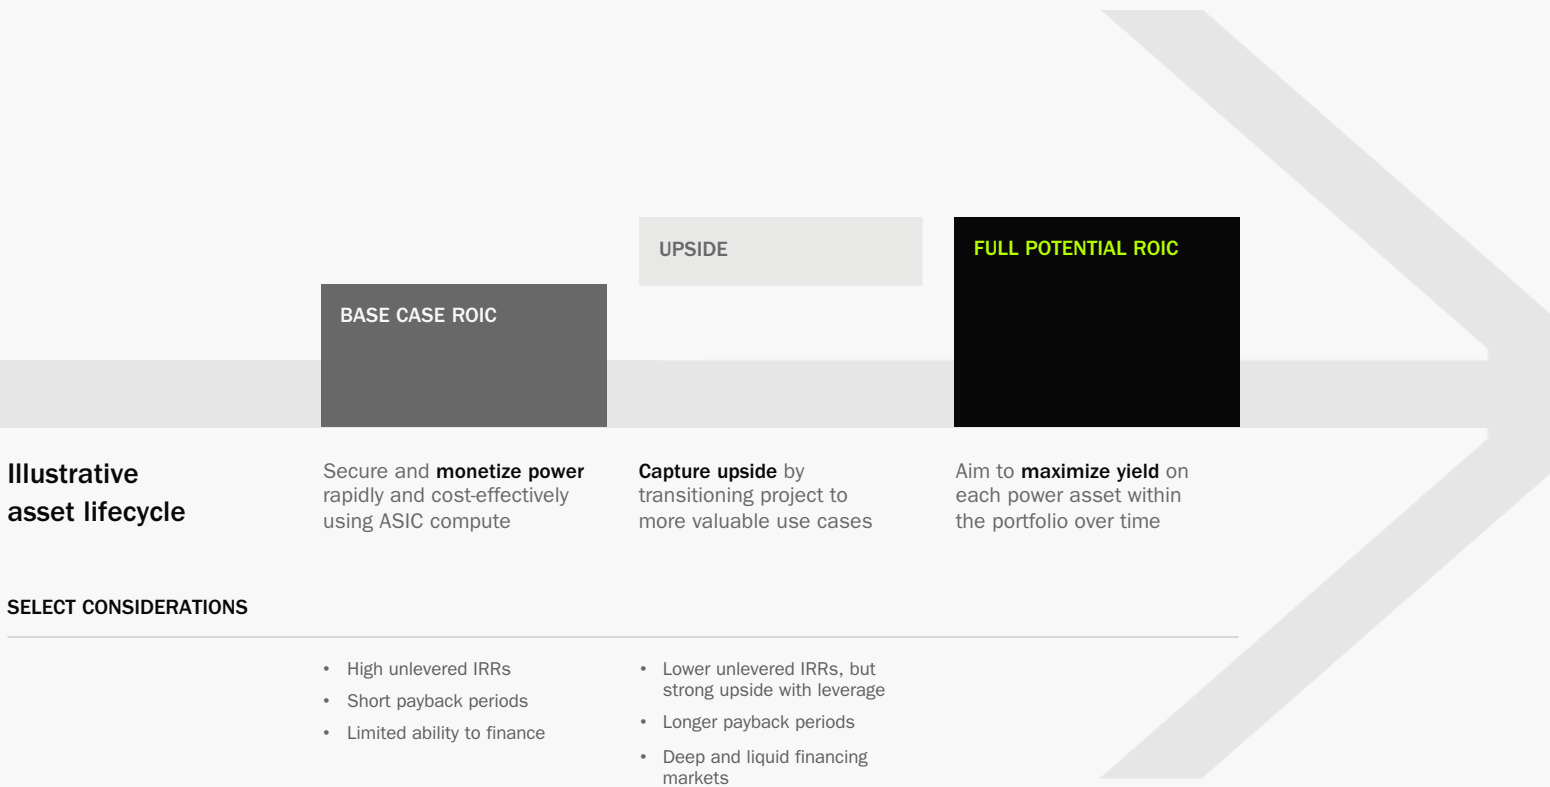 UPSIDE
FULL POTENTIAL ROIC
BASE CASE ROIC
Illustrative
asset lifecycle
Secure and monetize power
rapidly and cost-effectively
using ASIC compute
Capture upside by
transitioning project to
more valuable use cases
Aim to maximize yield on
each power asset within
the portfolio over time
SELECT CONSIDERATIONS
• High unlevered IRRs
• Short payback periods
• Limited ability to finance
• Lower unlevered IRRs, but
strong upside with leverage
• Longer payback periods
• Deep and liquid financing
markets